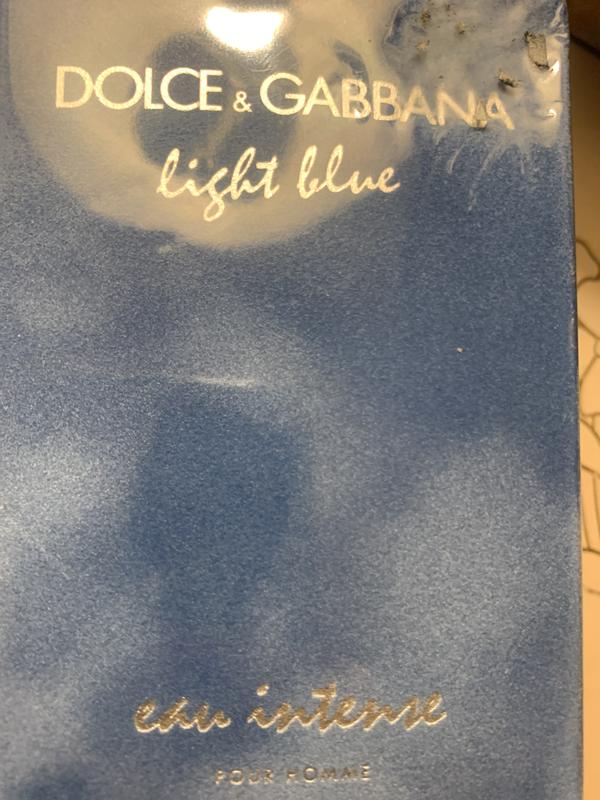 DOLCE & GABBANA
light blue
eau intense
POUR HOMME